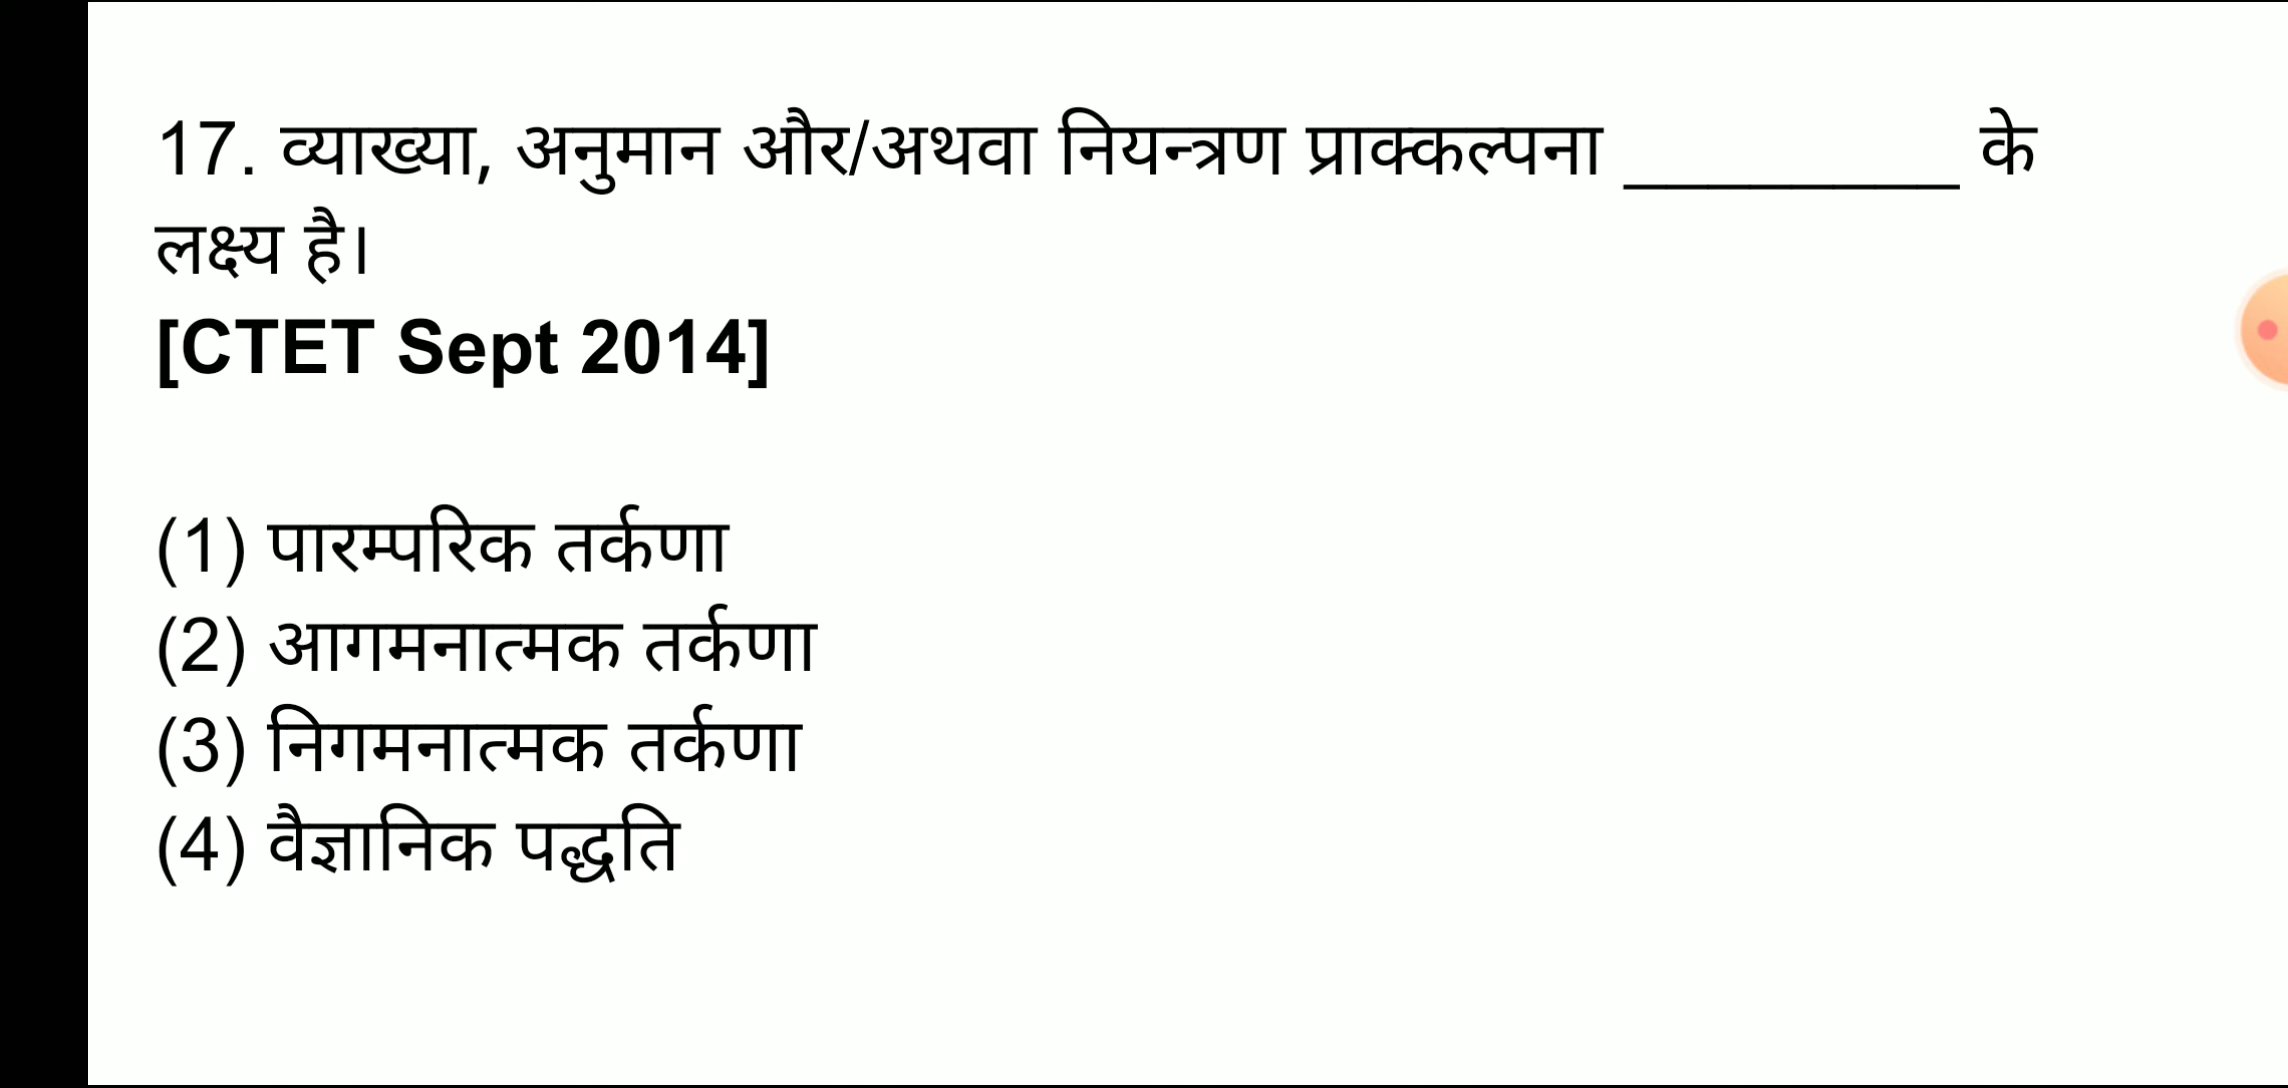 17. व्याख्या, अनुमान और/अथवा नियन्त्रण प्राक्कल्पना ________ के
लक्ष्य है।
[CTET Sept 2014]
(1) पारम्परिक तर्कणा
(2) आगमनात्मक तर्कणा
(3) निगमनात्मक तर्कणा
(4) वैज्ञानिक पद्धति